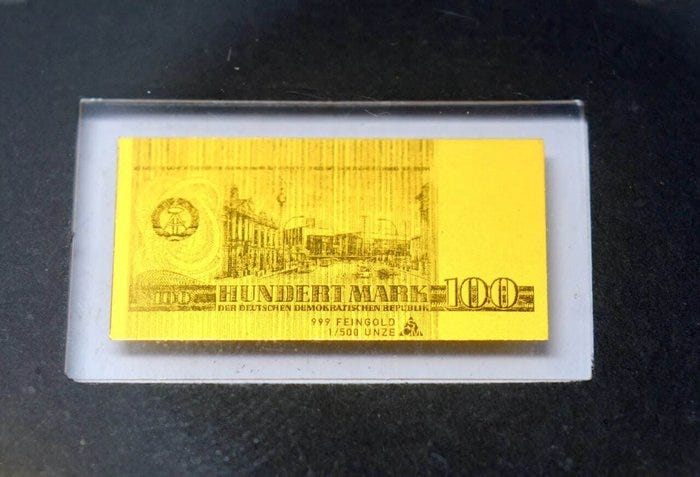 100 HUNDERT MARK 100
DER DEUTSCHEN DEMOKRATISCHEN REPUBLIK
999 FEINGOLD
1/500 UNZE